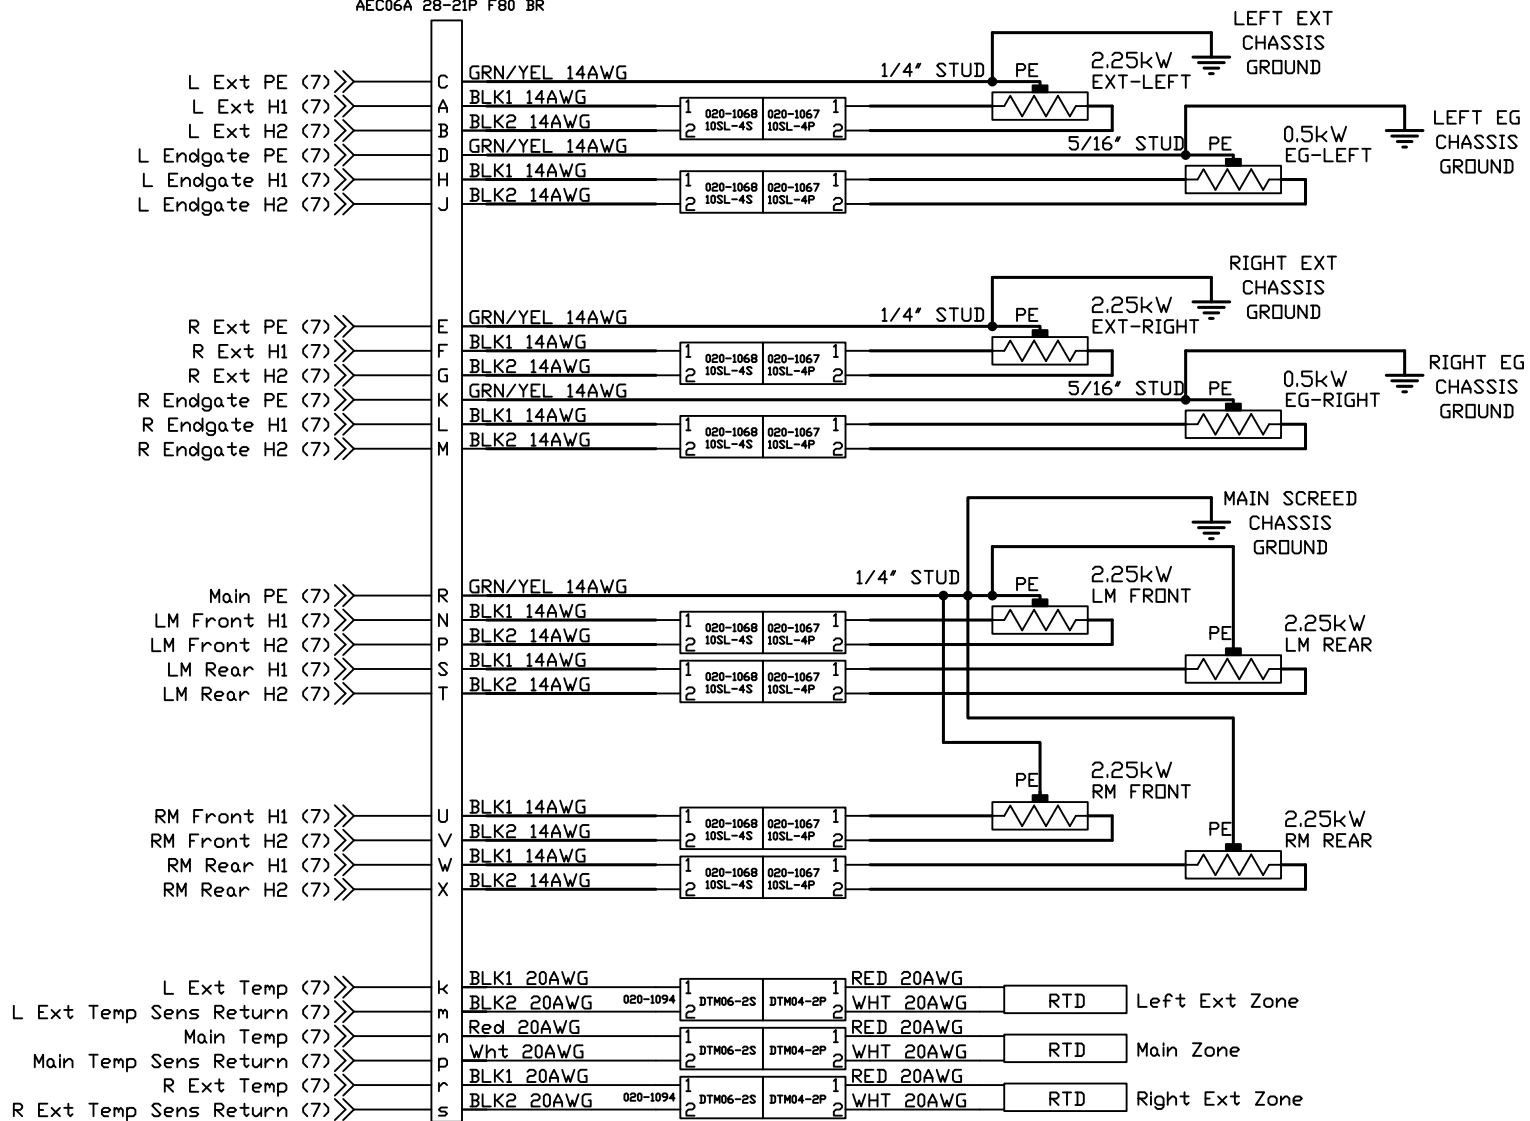 AEC06A 28-21P F80 BR
LEFT EXT
CHASSIS
GROUND
L Ext PE (7) C GRN/YEL 14AWG 1/4" STUD PE 2.25kW
EXT-LEFT
L Ext H1 (7) A BLK1 14AWG 1 020-1068 020-1067 1
L Ext H2 (7) B BLK2 14AWG 2 10SL-4S 10SL-4P 2
LEFT EG
CHASSIS
GROUND
L Endgate PE (7) D GRN/YEL 14AWG 5/16" STUD PE 0.5kW
EG-LEFT
L Endgate H1 (7) H BLK1 14AWG 1 020-1068 020-1067 1
L Endgate H2 (7) J BLK2 14AWG 2 10SL-4S 10SL-4P 2
RIGHT EXT
CHASSIS
GROUND
R Ext PE (7) E GRN/YEL 14AWG 1/4" STUD PE 2.25kW
EXT-RIGHT
R Ext H1 (7) F BLK1 14AWG 1 020-1068 020-1067 1
R Ext H2 (7) G BLK2 14AWG 2 10SL-4S 10SL-4P 2
RIGHT EG
CHASSIS
GROUND
R Endgate PE (7) K GRN/YEL 14AWG 5/16" STUD PE 0.5kW
EG-RIGHT
R Endgate H1 (7) L BLK1 14AWG 1 020-1068 020-1067 1
R Endgate H2 (7) M BLK2 14AWG 2 10SL-4S 10SL-4P 2
MAIN SCREED
CHASSIS
GROUND
Main PE (7) R GRN/YEL 14AWG 1/4" STUD PE 2.25kW
LM FRONT
LM Front H1 (7) N BLK1 14AWG 1 020-1068 020-1067 1
LM Front H2 (7) P BLK2 14AWG 2 10SL-4S 10SL-4P 2
PE 2.25kW
LM REAR
LM Rear H1 (7) S BLK1 14AWG 1 020-1068 020-1067 1
LM Rear H2 (7) T BLK2 14AWG 2 10SL-4S 10SL-4P 2
PE 2.25kW
RM FRONT
RM Front H1 (7) U BLK1 14AWG 1 020-1068 020-1067 1
RM Front H2 (7) V BLK2 14AWG 2 10SL-4S 10SL-4P 2
PE 2.25kW
RM REAR
RM Rear H1 (7) W BLK1 14AWG 1 020-1068 020-1067 1
RM Rear H2 (7) X BLK2 14AWG 2 10SL-4S 10SL-4P 2
L Ext Temp (7) k BLK1 20AWG 1 1 RED 20AWG
L Ext Temp Sens Return (7) m BLK2 20AWG 020-1094 2 DTM06-2S DTM04-2P 2 WHT 20AWG RTD Left Ext Zone
Main Temp (7) n Red 20AWG 1 1 RED 20AWG
Main Temp Sens Return (7) p Wht 20AWG 2 DTM06-2S DTM04-2P 2 WHT 20AWG RTD Main Zone
R Ext Temp (7) r BLK1 20AWG 1 1 RED 20AWG
R Ext Temp Sens Return (7) s BLK2 20AWG 020-1094 2 DTM06-2S DTM04-2P 2 WHT 20AWG RTD Right Ext Zone